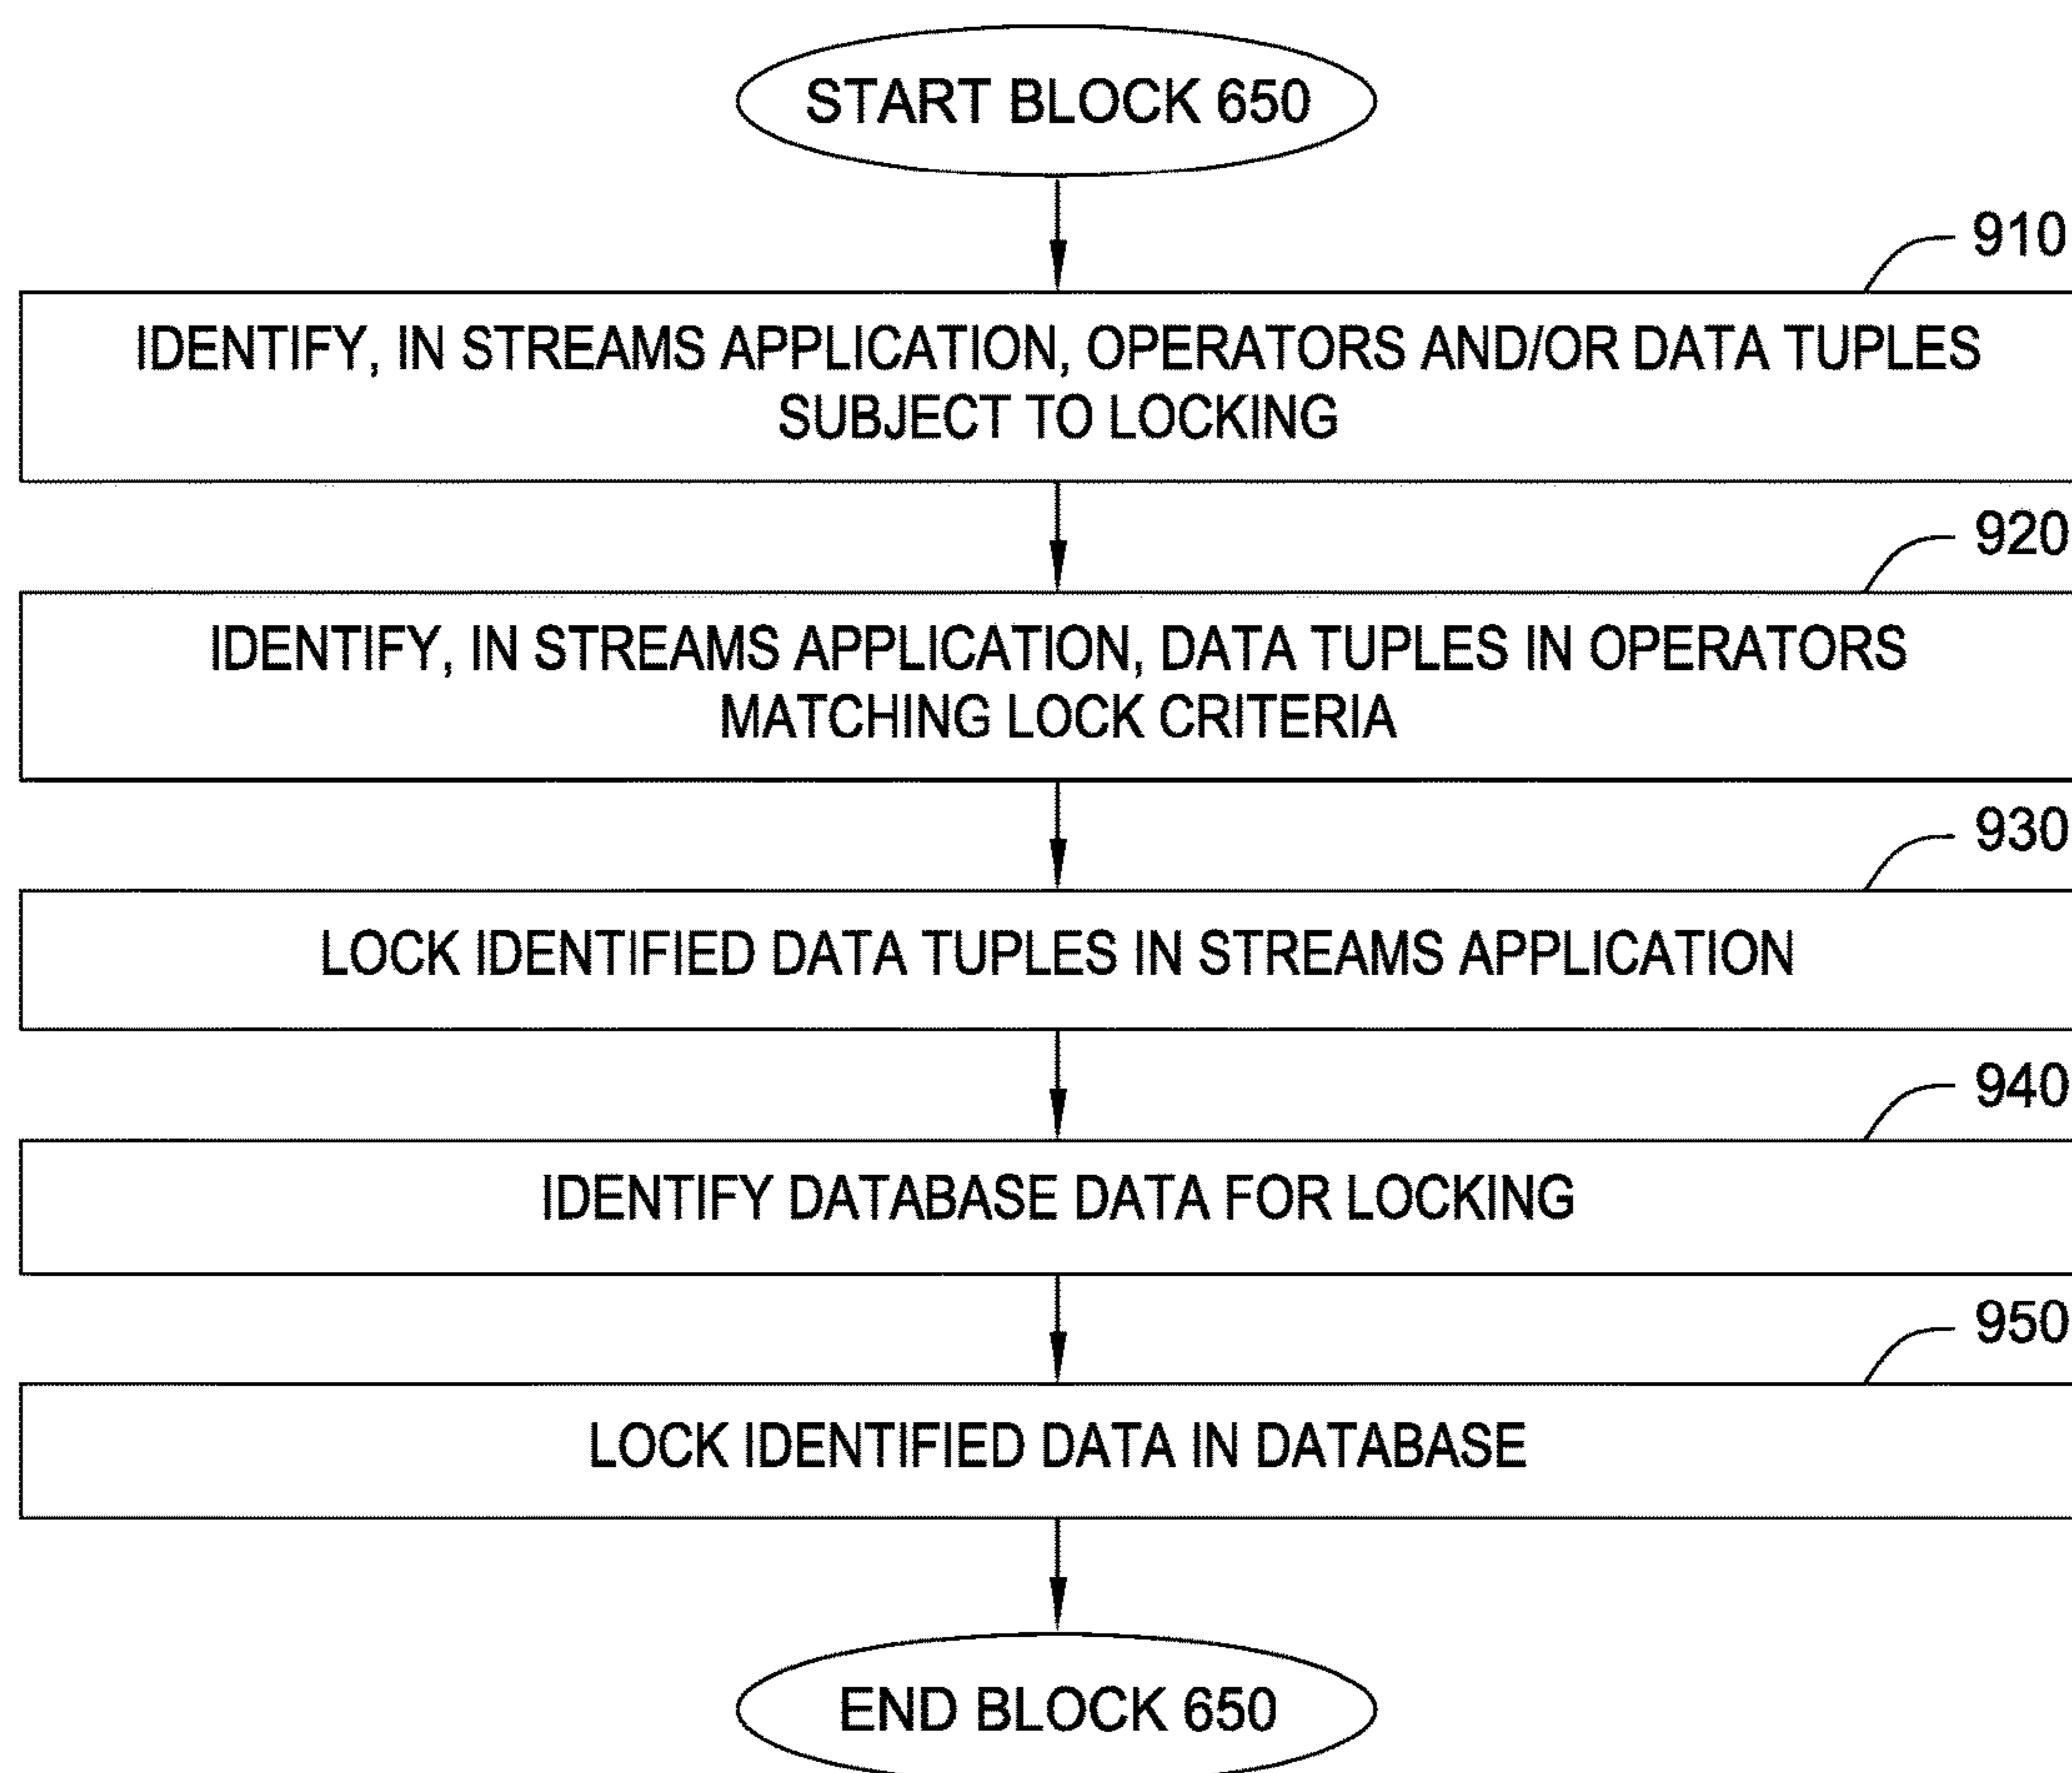 START BLOCK 650
910
IDENTIFY, IN STREAMS APPLICATION, OPERATORS AND/OR DATA TUPLES
SUBJECT TO LOCKING
920
IDENTIFY, IN STREAMS APPLICATION, DATA TUPLES IN OPERATORS
MATCHING LOCK CRITERIA
930
LOCK IDENTIFIED DATA TUPLES IN STREAMS APPLICATION
940
IDENTIFY DATABASE DATA FOR LOCKING
950
LOCK IDENTIFIED DATA IN DATABASE
END BLOCK 650